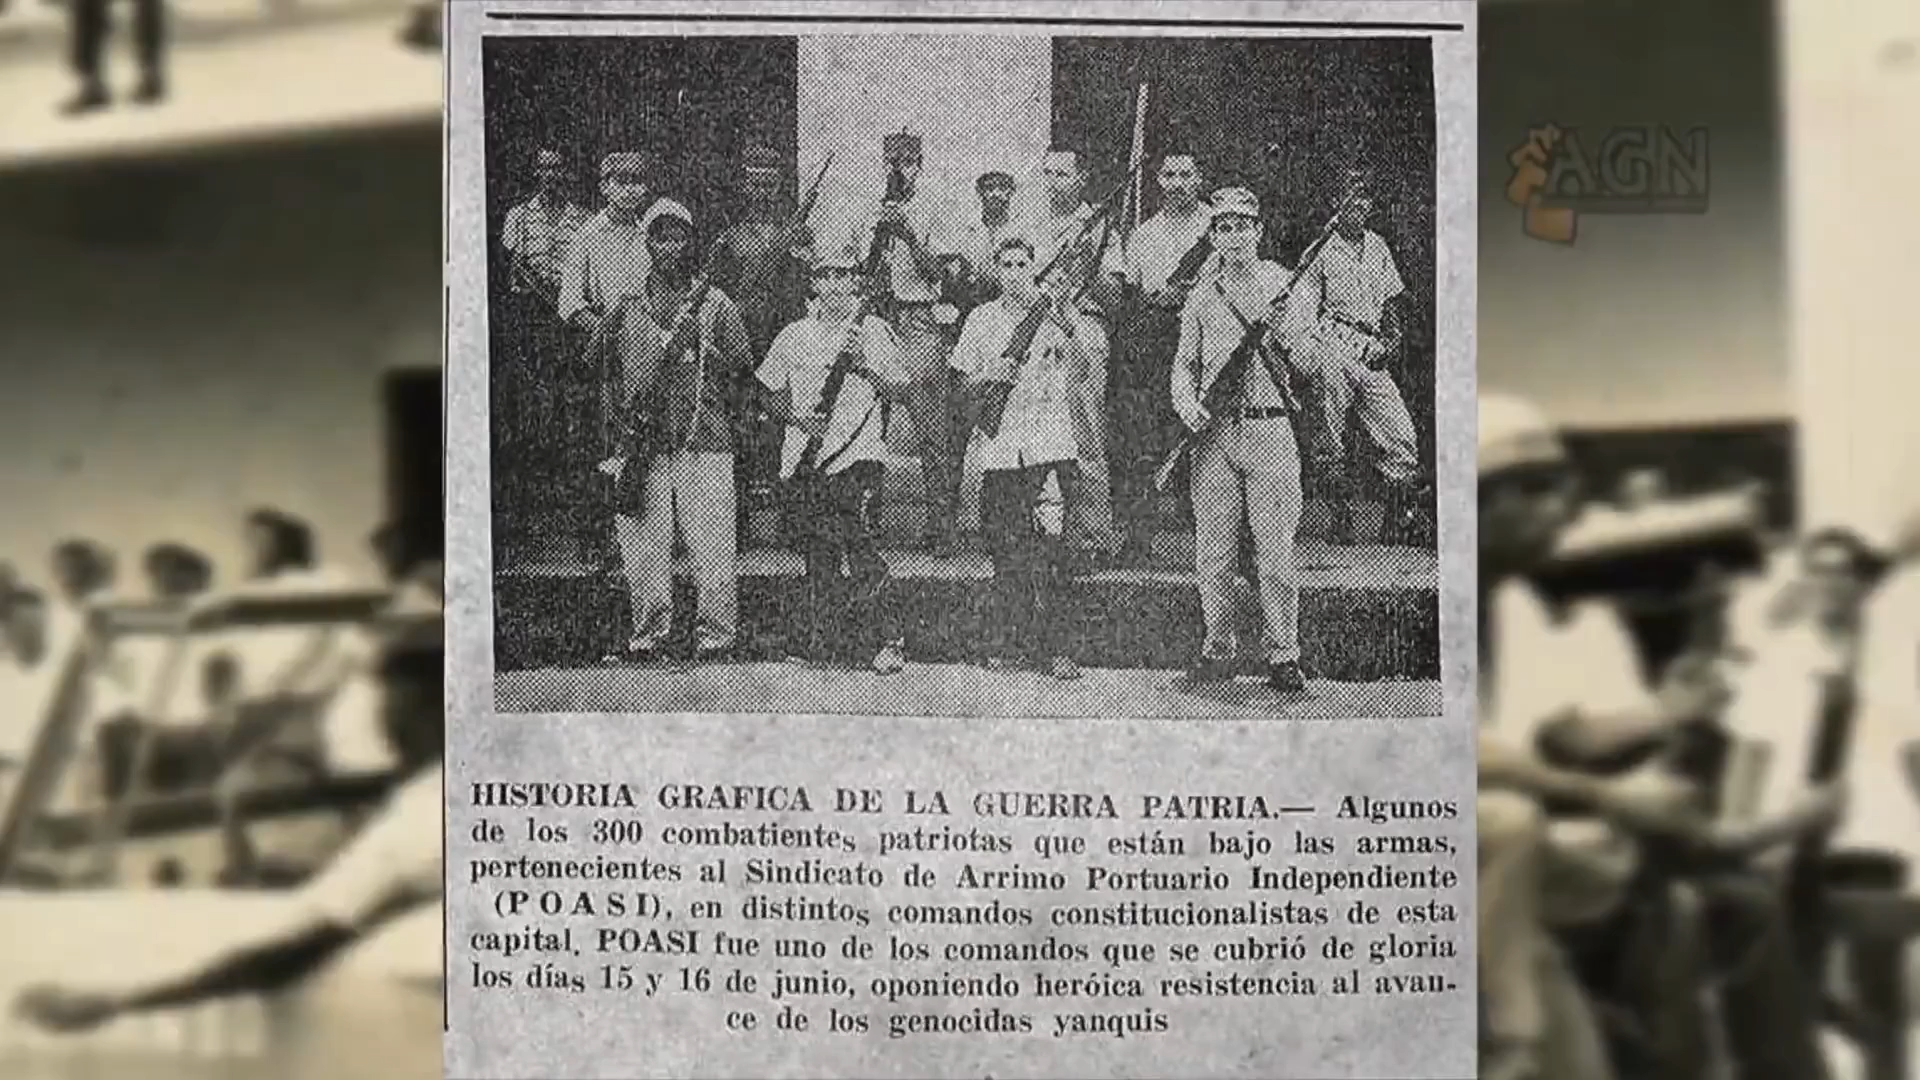 AGN
HISTORIA GRAFICA DE LA GUERRA PATRIA.— Algunos
de los 300 combatientes patriotas que están bajo las armas,
pertenecientes al Sindicato de Arrimo Portuario Independiente
(P O A S I), en distintos comandos constitucionalistas de esta
capital. POASI fue uno de los comandos que se cubrió de gloria
los días 15 y 16 de junio, oponiendo heróica resistencia al avan-
ce de los genocidas yanquis